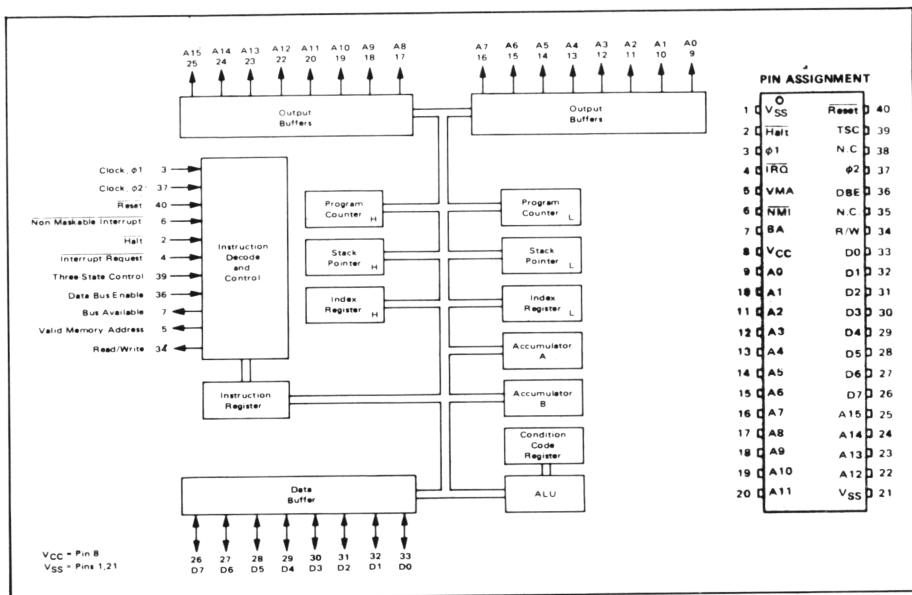 A15 A14 A13 A12 A11 A10 A9 A8
25 24 23 22 20 19 18 17
A7 A6 A5 A4 A3 A2 A1 A0
16 15 14 13 12 11 10 9
Output
Buffers
Output
Buffers
Clock, φ1 3
Clock, φ2 37
Reset 40
Non Maskable Interrupt 6
Halt 2
Interrupt Request 4
Three State Control 39
Data Bus Enable 36
Bus Available 7
Valid Memory Address 5
Read/Write 34
Instruction
Decode
and
Control
Instruction
Register
Program
Counter H
Stack
Pointer H
Index
Register H
Program
Counter L
Stack
Pointer L
Index
Register L
Accumulator
A
Accumulator
B
Condition
Code
Register
ALU
Data
Buffer
26 27 28 29 30 31 32 33
D7 D6 D5 D4 D3 D2 D1 D0
VCC = Pin 8
VSS = Pins 1,21
PIN ASSIGNMENT
1 VSS Reset 40
2 Halt TSC 39
3 φ1 N.C 38
4 IRQ φ2 37
5 VMA DBE 36
6 NMI N.C. 35
7 BA R/W 34
8 VCC D0 33
9 A0 D1 32
10 A1 D2 31
11 A2 D3 30
12 A3 D4 29
13 A4 D5 28
14 A5 D6 27
15 A6 D7 26
16 A7 A15 25
17 A8 A14 24
18 A9 A13 23
19 A10 A12 22
20 A11 VSS 21